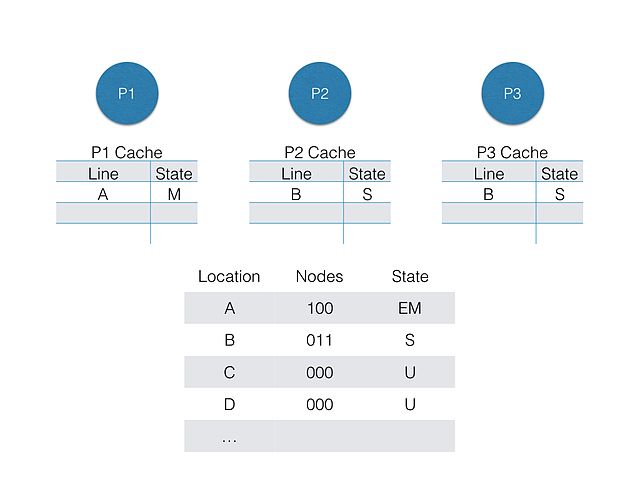 P1 P2 P3
P1 Cache P2 Cache P3 Cache
Line State Line State Line State
A M B S B S
Location Nodes State
A 100 EM
B 011 S
C 000 U
D 000 U
…